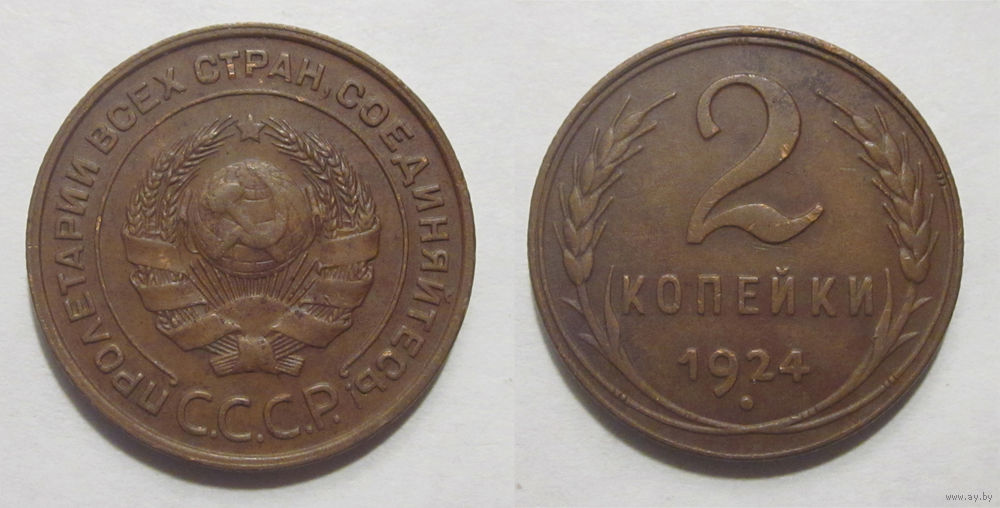 ПРОЛЕТАРИИ ВСЕХ СТРАН, СОЕДИНЯЙТЕСЬ!
С.С.С.Р.
2
КОПЕЙКИ
1924
www.ay.by